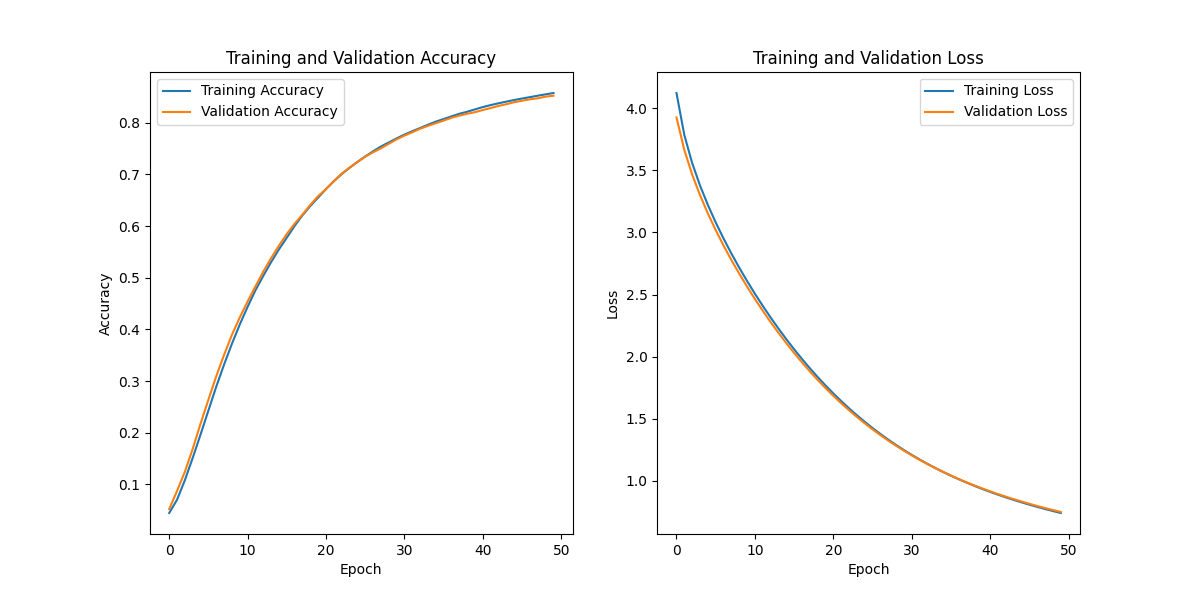 Training and Validation Accuracy
Training Accuracy
Validation Accuracy
0.8
0.7
0.6
0.5
0.4
0.3
0.2
0.1
Accuracy
0 10 20 30 40 50
Epoch
Training and Validation Loss
Training Loss
Validation Loss
4.0
3.5
3.0
2.5
2.0
1.5
1.0
Loss
0 10 20 30 40 50
Epoch